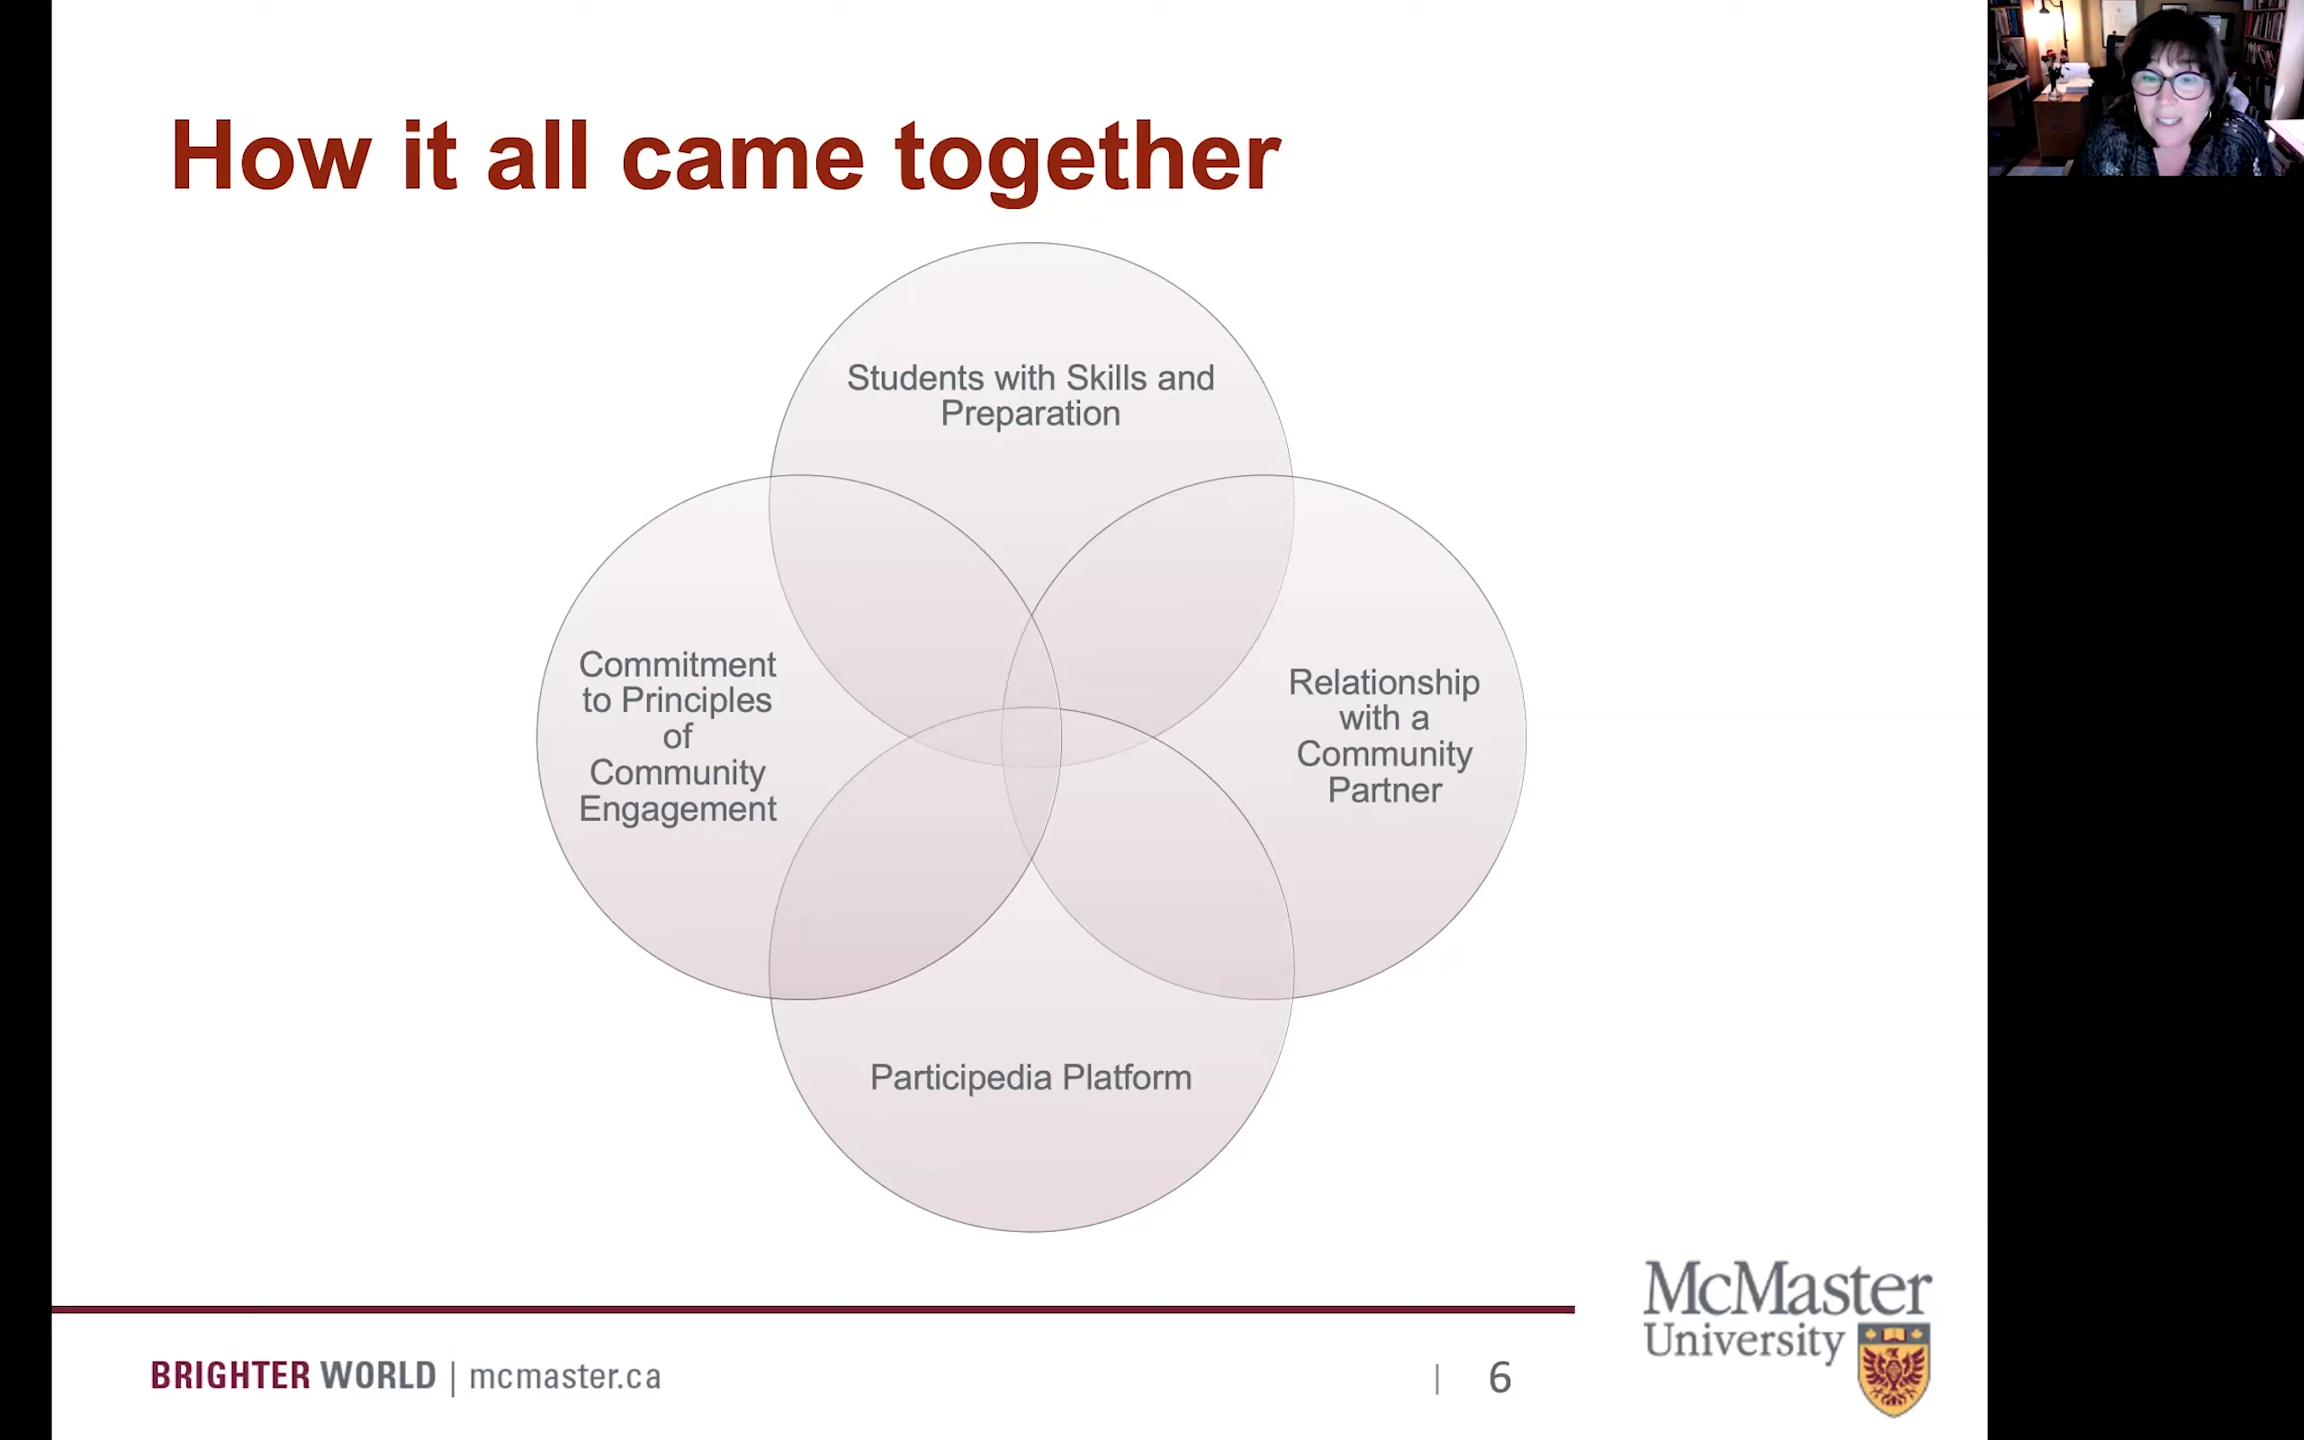 How it all came together
Students with Skills and
Preparation
Commitment
to Principles
of
Community
Engagement
Relationship
with a
Community
Partner
Participedia Platform
BRIGHTER WORLD | mcmaster.ca
| 6
McMaster
University